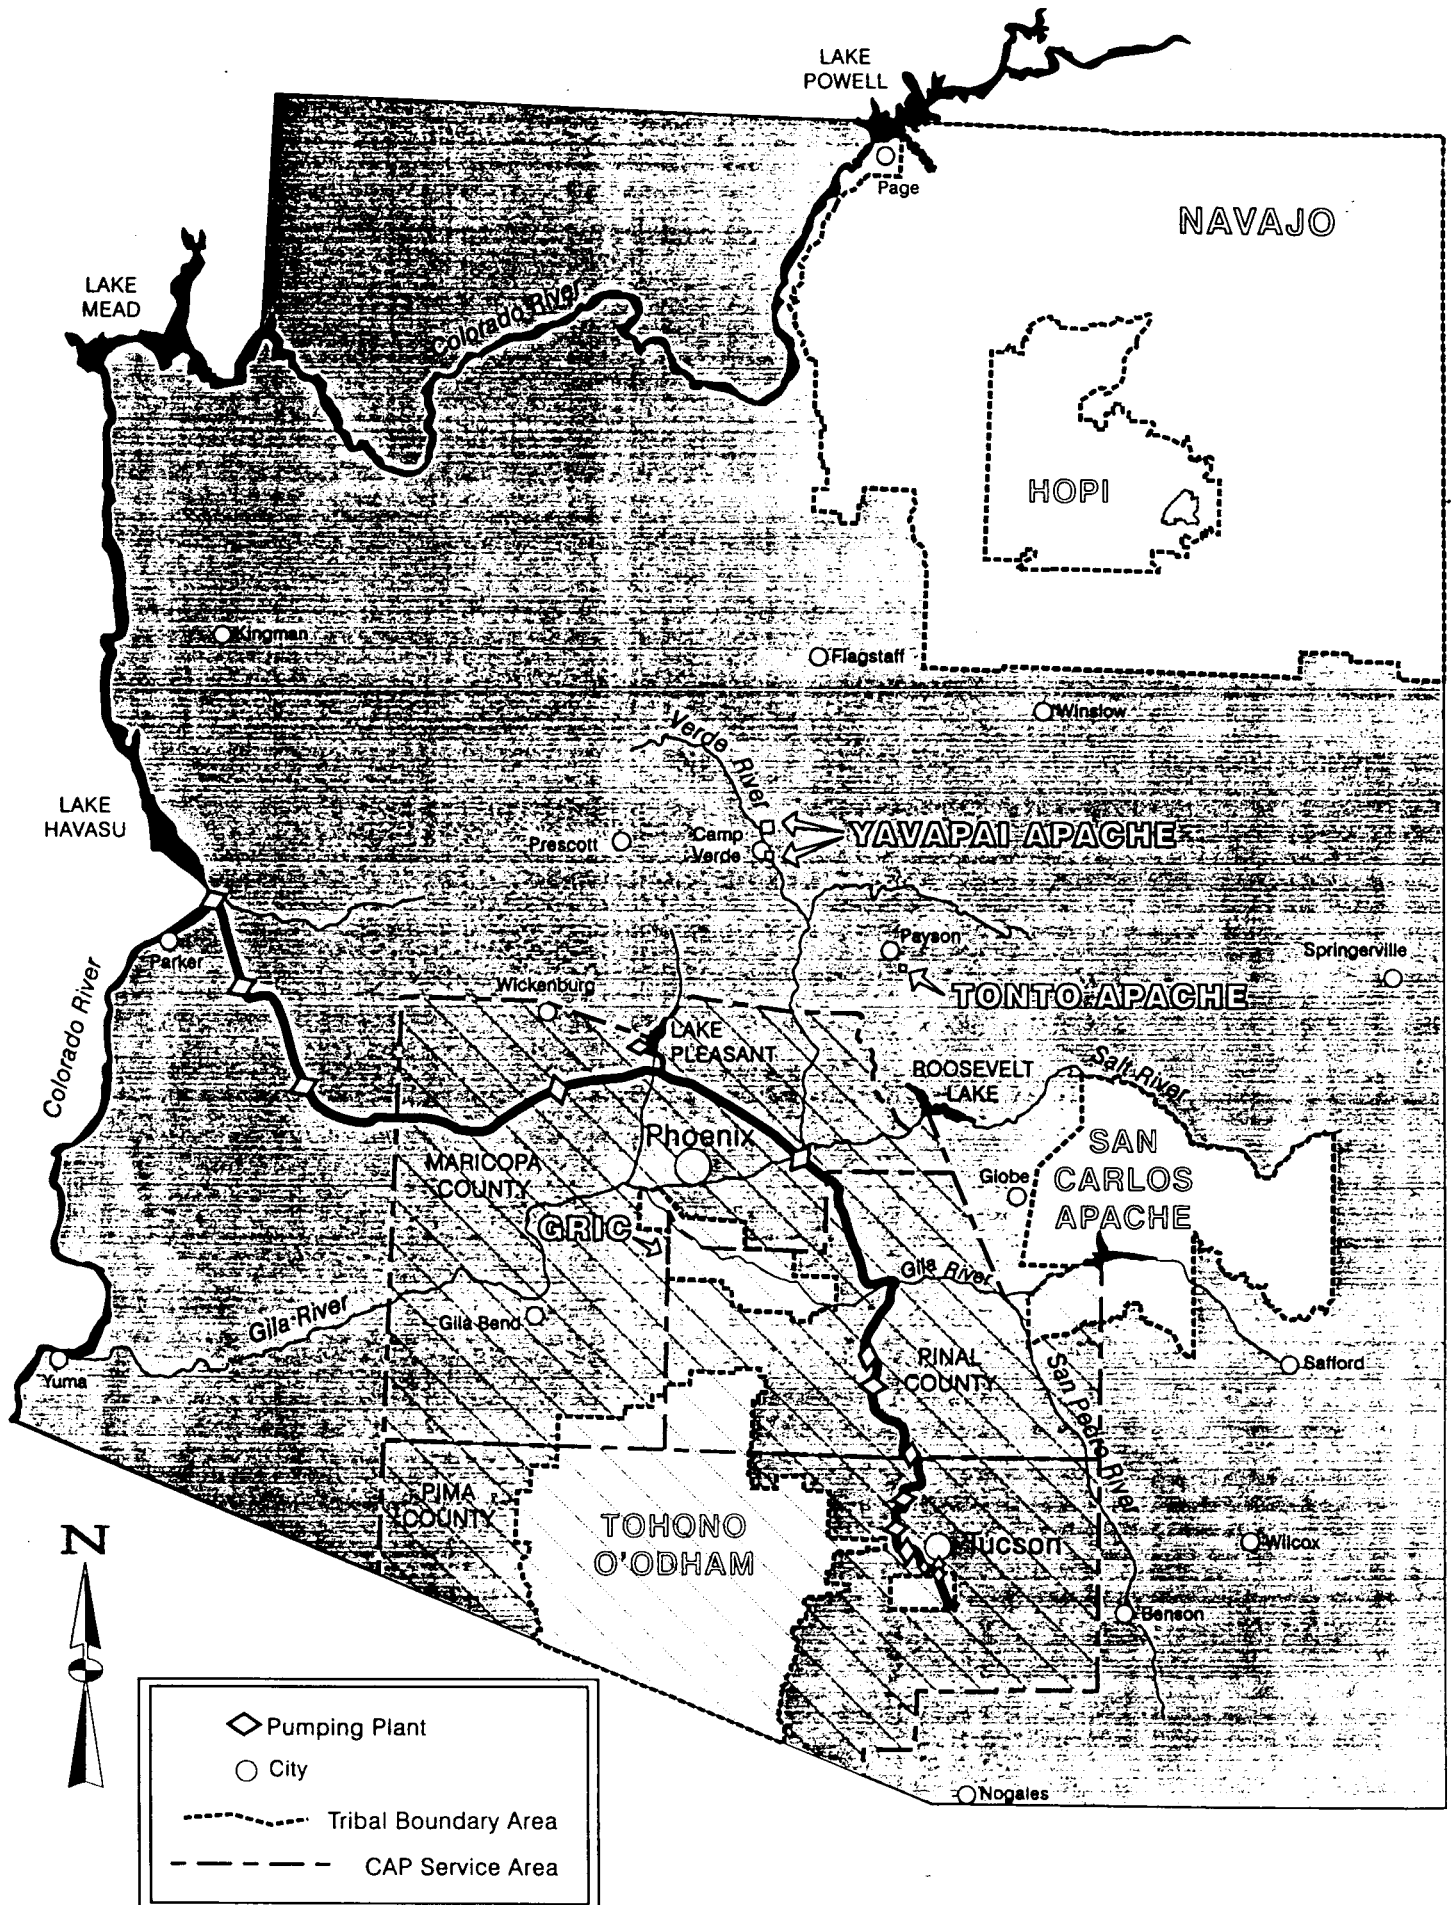 LAKE
POWELL
Page
NAVAJO
LAKE
MEAD
Colorado River
HOPI
Kingman
Flagstaff
Winslow
Verde River
LAKE
HAVASU
Prescott
Camp
Verde
YAVAPAI APACHE
Payson
Springerville
Parker
TONTO APACHE
Wickenburg
Colorado River
LAKE
PLEASANT
ROOSEVELT
LAKE
Salt River
Phoenix
MARICOPA
COUNTY
Globe
SAN
CARLOS
APACHE
GRIC
Gila River
Gila River
Gila Bend
Yuma
PINAL
COUNTY
San Pedro River
Safford
PIMA
COUNTY
TOHONO
O'ODHAM
Tucson
Wilcox
Benson
N
Nogales
Pumping Plant
City
Tribal Boundary Area
CAP Service Area